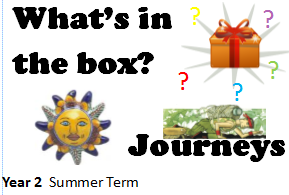 What's in
the box?
? ? ? ? ?
Journeys
Year 2 Summer Term